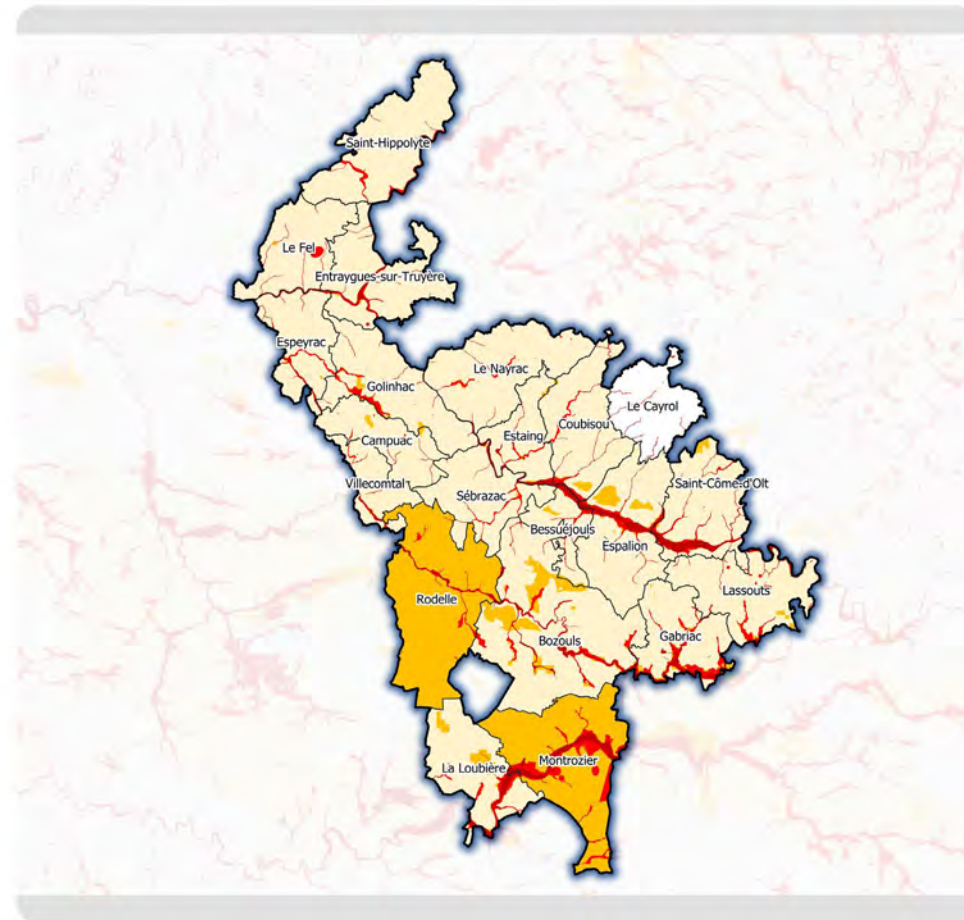 Saint-Hippolyte
Le Fel
Entraygues-sur-Truyère
Espeyrac
Le Nayrac
Golinhac
Le Cayrol
Coubisou
Estaing
Campuac
Villecomtal
Saint-Côme-d'Olt
Sébrazac
Bessuéjouls
Espalion
Lassouts
Rodelle
Gabriac
Bozouls
Montrozier
La Loubière